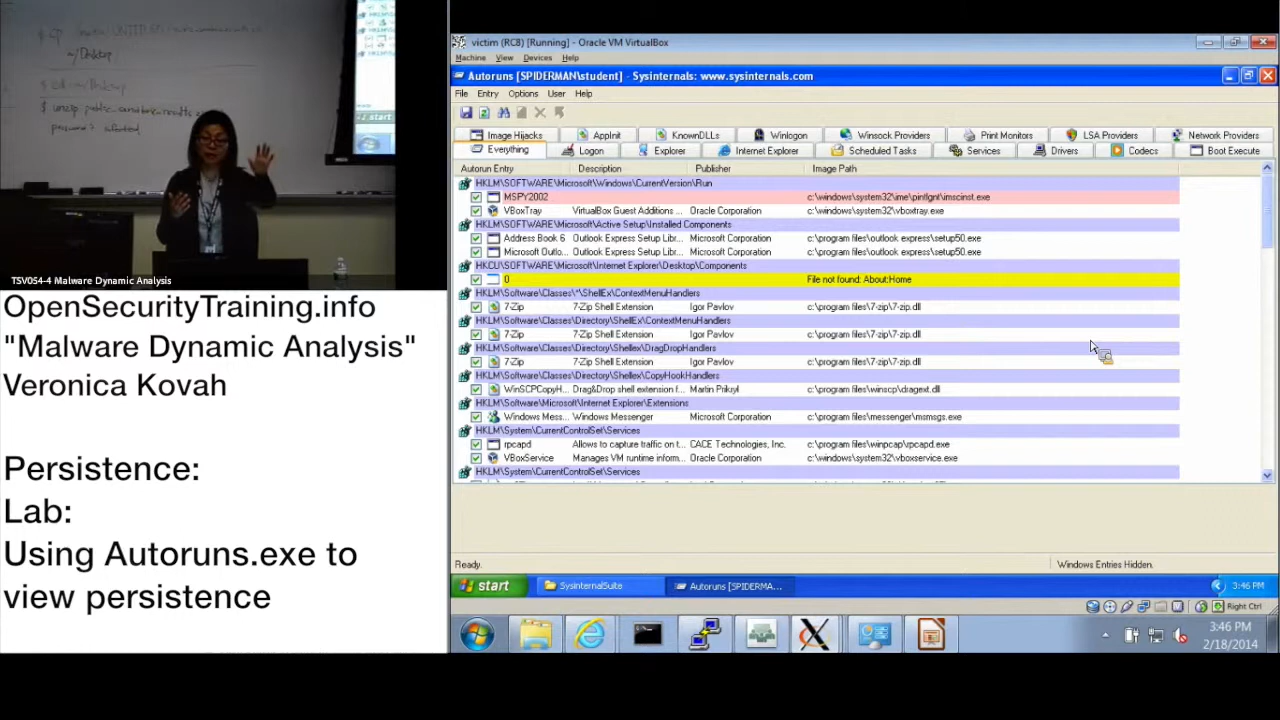 $ cp
~/Desktop
$ cd ~/Desktop
$ unzip
start
TSV054-4 Malware Dynamic Analysis
OpenSecurityTraining.info
"Malware Dynamic Analysis"
Veronica Kovah
Persistence:
Lab:
Using Autoruns.exe to
view persistence
victim (RC8) [Running] - Oracle VM VirtualBox
Machine View Devices Help
Autoruns [SPIDERMAN\student] - Sysinternals: www.sysinternals.com
File Entry Options User Help
Image Hijacks AppInit KnownDLLs Winlogon Winsock Providers Print Monitors LSA Providers Network Providers
Everything Logon Explorer Internet Explorer Scheduled Tasks Services Drivers Codecs Boot Execute
Autorun Entry Description Publisher Image Path
HKLM\SOFTWARE\Microsoft\Windows\CurrentVersion\Run
MSPY2002 c:\windows\system32\ime\pintlgnt\imscinst.exe
VBoxTray VirtualBox Guest Additions ... Oracle Corporation c:\windows\system32\vboxtray.exe
HKLM\SOFTWARE\Microsoft\Active Setup\Installed Components
Address Book 6 Outlook Express Setup Libr... Microsoft Corporation c:\program files\outlook express\setup50.exe
Microsoft Outlo... Outlook Express Setup Libr... Microsoft Corporation c:\program files\outlook express\setup50.exe
HKCU\SOFTWARE\Microsoft\Internet Explorer\Desktop\Components
0 File not found: About:Home
HKLM\Software\Classes\*\ShellEx\ContextMenuHandlers
7-Zip 7-Zip Shell Extension Igor Pavlov c:\program files\7-zip\7-zip.dll
HKLM\Software\Classes\Directory\ShellEx\ContextMenuHandlers
7-Zip 7-Zip Shell Extension Igor Pavlov c:\program files\7-zip\7-zip.dll
HKLM\Software\Classes\Directory\Shellex\DragDropHandlers
7-Zip 7-Zip Shell Extension Igor Pavlov c:\program files\7-zip\7-zip.dll
HKLM\Software\Classes\Directory\Shellex\CopyHookHandlers
WinSCPCopyH... Drag&Drop shell extension f... Martin Prikryl c:\program files\winscp\dragext.dll
HKLM\Software\Microsoft\Internet Explorer\Extensions
Windows Mess... Windows Messenger Microsoft Corporation c:\program files\messenger\msmsgs.exe
HKLM\System\CurrentControlSet\Services
rpcapd Allows to capture traffic on t... CACE Technologies, Inc. c:\program files\winpcap\rpcapd.exe
VBoxService Manages VM runtime inform... Oracle Corporation c:\windows\system32\vboxservice.exe
HKLM\System\CurrentControlSet\Services
Ready. Windows Entries Hidden.
start SysinternalSuite Autoruns [SPIDERMA... 3:46 PM
Right Ctrl
3:46 PM
2/18/2014